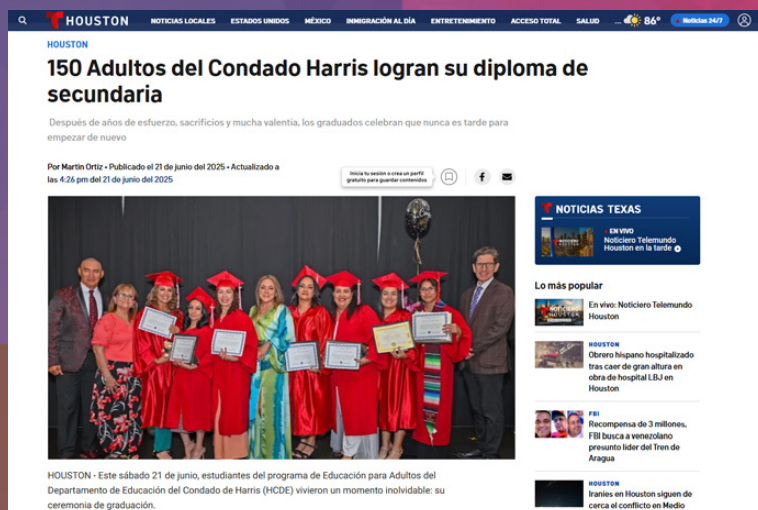 HOUSTON NOTICIAS LOCALES ESTADOS UNIDOS MÉXICO INMIGRACIÓN AL DÍA ENTRETENIMIENTO ACCESO TOTAL SALUD ... 86° Noticias 24/7
HOUSTON
150 Adultos del Condado Harris logran su diploma de
secundaria
Después de años de esfuerzo, sacrificios y mucha valentía, los graduados celebran que nunca es tarde para
empezar de nuevo
Por Martin Ortiz • Publicado el 21 de junio del 2025 • Actualizado a
las 4:26 pm del 21 de junio del 2025
Inicia tu sesión o crea un perfil
gratuito para guardar contenidos
HOUSTON - Este sábado 21 de junio, estudiantes del programa de Educación para Adultos del
Departamento de Educación del Condado de Harris (HCDE) vivieron un momento inolvidable: su
ceremonia de graduación.
NOTICIAS TEXAS
EN VIVO
Noticiero Telemundo
Houston en la tarde
Lo más popular
En vivo: Noticiero Telemundo
Houston
HOUSTON
Obrero hispano hospitalizado
tras caer de gran altura en
obra de hospital LBJ en
Houston
FBI
Recompensa de 3 millones,
FBI busca a venezolano
presunto líder del Tren de
Aragua
HOUSTON
Iraníes en Houston siguen de
cerca el conflicto en Medio